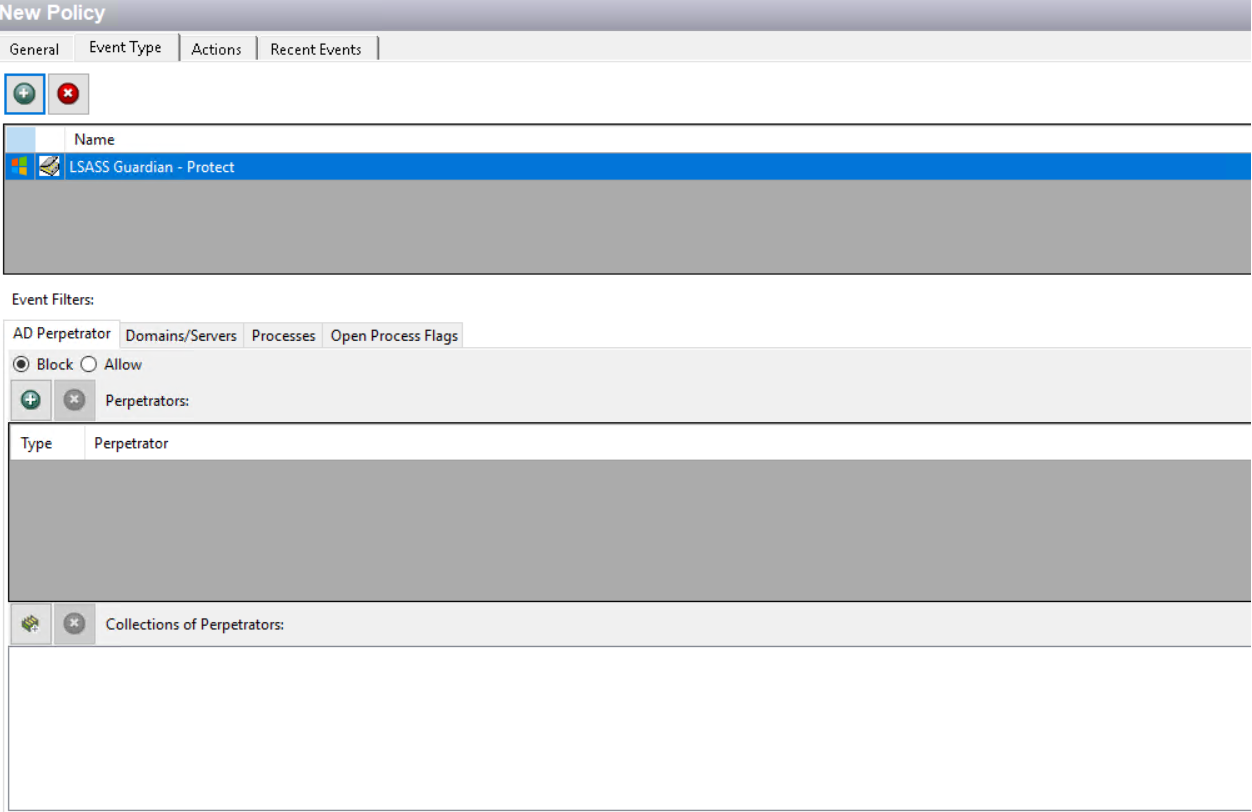 New Policy
General Event Type Actions Recent Events
Name
LSASS Guardian - Protect
Event Filters:
AD Perpetrator Domains/Servers Processes Open Process Flags
Block Allow
Perpetrators:
Type Perpetrator
Collections of Perpetrators: